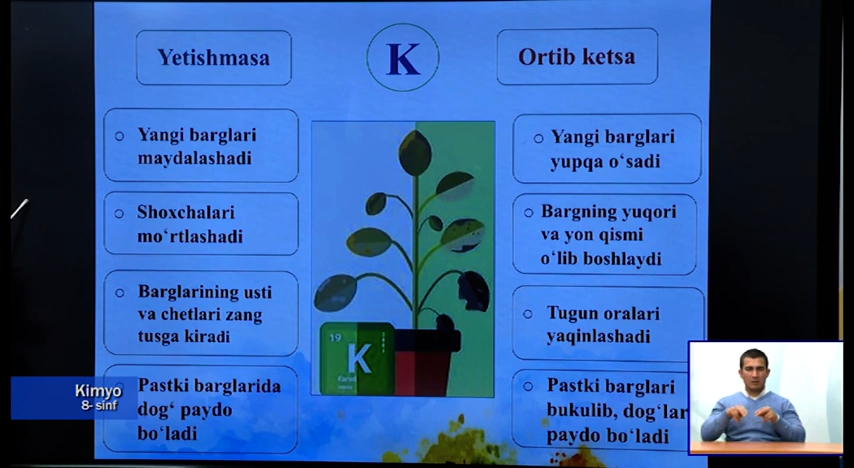 Yetishmasa
K
Ortib ketsa
Yangi barglari
maydalashadi
Shoxchalari
mo‘rtlashadi
Barglarining usti
va chetlari zang
tusga kiradi
Pastki barglarida
dog‘ paydo
bo‘ladi
19
K
Yangi barglari
yupqa o‘sadi
Bargning yuqori
va yon qismi
o‘lib boshlaydi
Tugun oralari
yaqinlashadi
Pastki barglari
bukulib, dog‘lar
paydo bo‘ladi
Kimyo
8- sinf